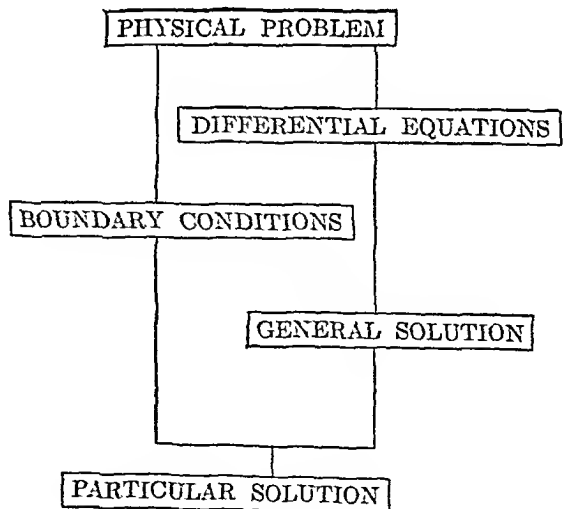 PHYSICAL PROBLEM
DIFFERENTIAL EQUATIONS
BOUNDARY CONDITIONS
GENERAL SOLUTION
PARTICULAR SOLUTION